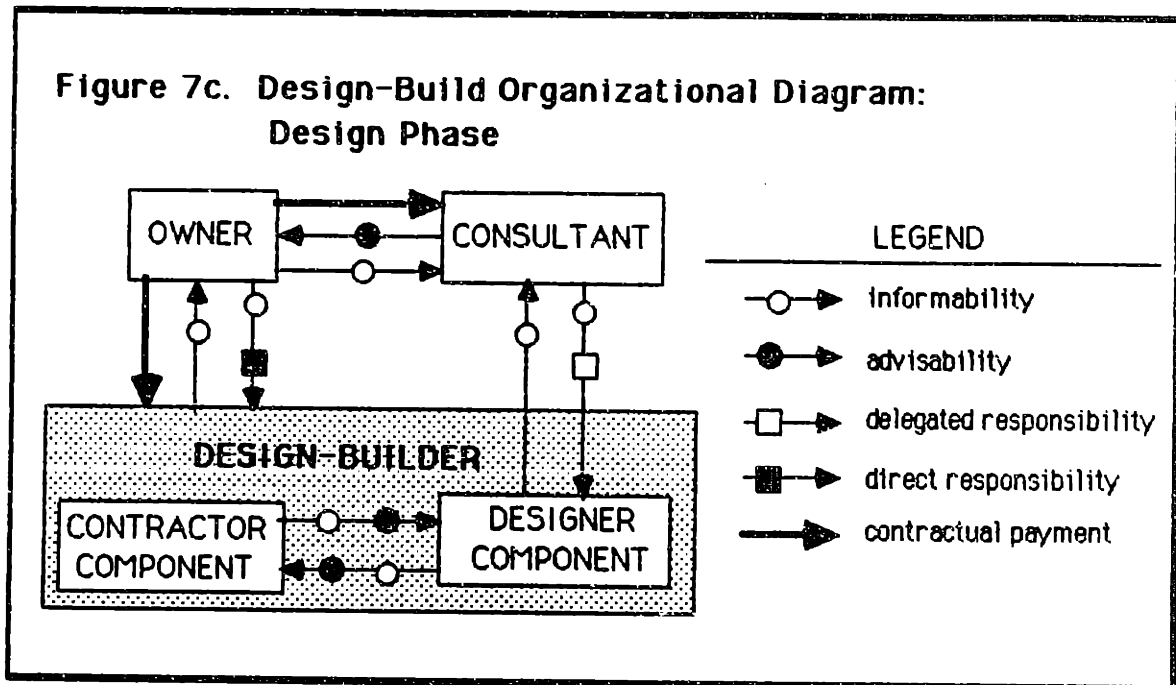 Figure 7c. Design-Build Organizational Diagram:
Design Phase
OWNER
CONSULTANT
DESIGN-BUILDER
CONTRACTOR
COMPONENT
DESIGNER
COMPONENT
LEGEND
informability
advisability
delegated responsibility
direct responsibility
contractual payment